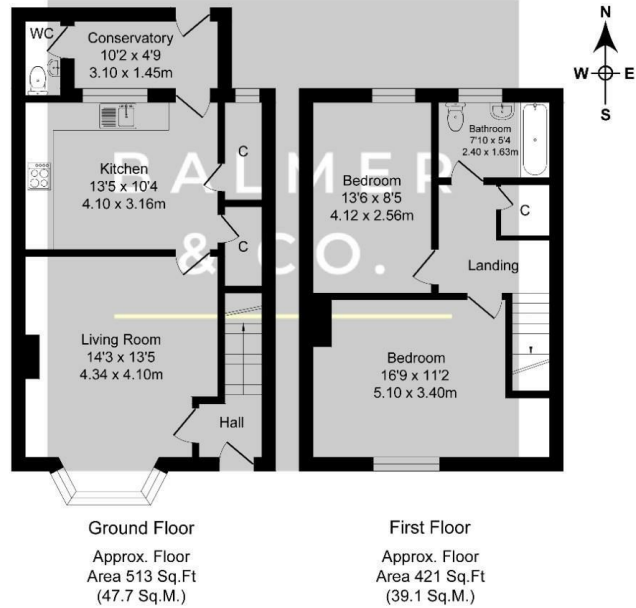 WC
Conservatory
10'2 x 4'9
3.10 x 1.45m
Kitchen
13'5 x 10'4
4.10 x 3.16m
C
C
Living Room
14'3 x 13'5
4.34 x 4.10m
Hall
Ground Floor
Approx. Floor
Area 513 Sq.Ft
(47.7 Sq.M.)
N
W E
S
Bathroom
7'10 x 5'4
2.40 x 1.63m
Bedroom
13'6 x 8'5
4.12 x 2.56m
C
Landing
Bedroom
16'9 x 11'2
5.10 x 3.40m
First Floor
Approx. Floor
Area 421 Sq.Ft
(39.1 Sq.M.)
BALMER
& CO.